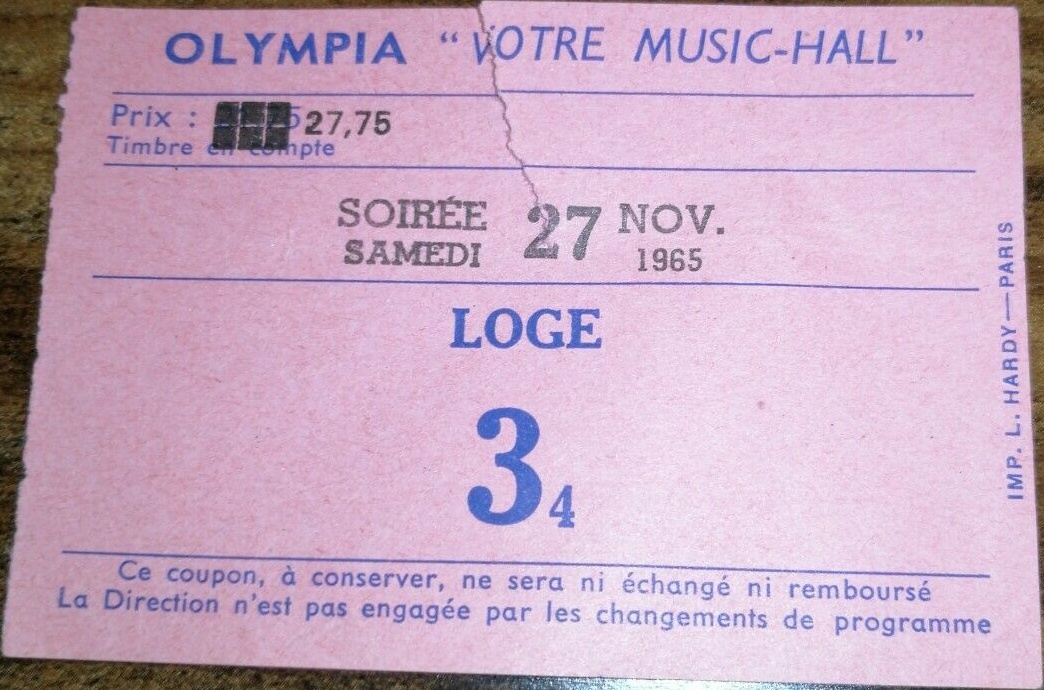 OLYMPIA “VOTRE MUSIC-HALL”
Prix : 27,75
Timbre en compte
SOIRÉE 27 NOV.
SAMEDI 1965
LOGE
3 4
Ce coupon, à conserver, ne sera ni échangé ni remboursé
La Direction n'est pas engagée par les changements de programme
IMP. L. HARDY—PARIS